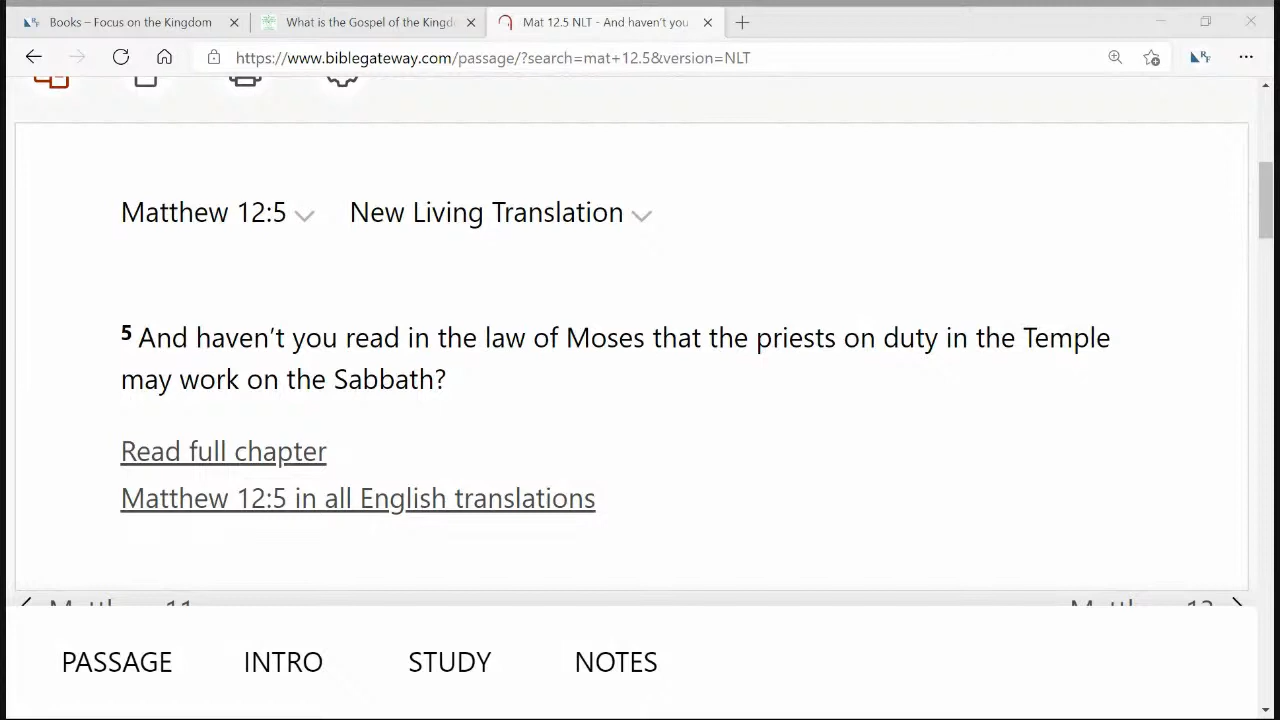 Books – Focus on the Kingdom
What is the Gospel of the Kingd
Mat 12.5 NLT - And haven't you
https://www.biblegateway.com/passage/?search=mat+12.5&version=NLT
Matthew 12:5 New Living Translation
5 And haven’t you read in the law of Moses that the priests on duty in the Temple
may work on the Sabbath?
Read full chapter
Matthew 12:5 in all English translations
PASSAGE INTRO STUDY NOTES